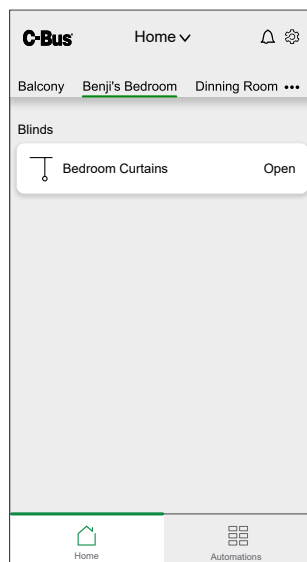 C-Bus Home
Balcony Benji's Bedroom Dinning Room •••
Blinds
Bedroom Curtains Open
Home Automations